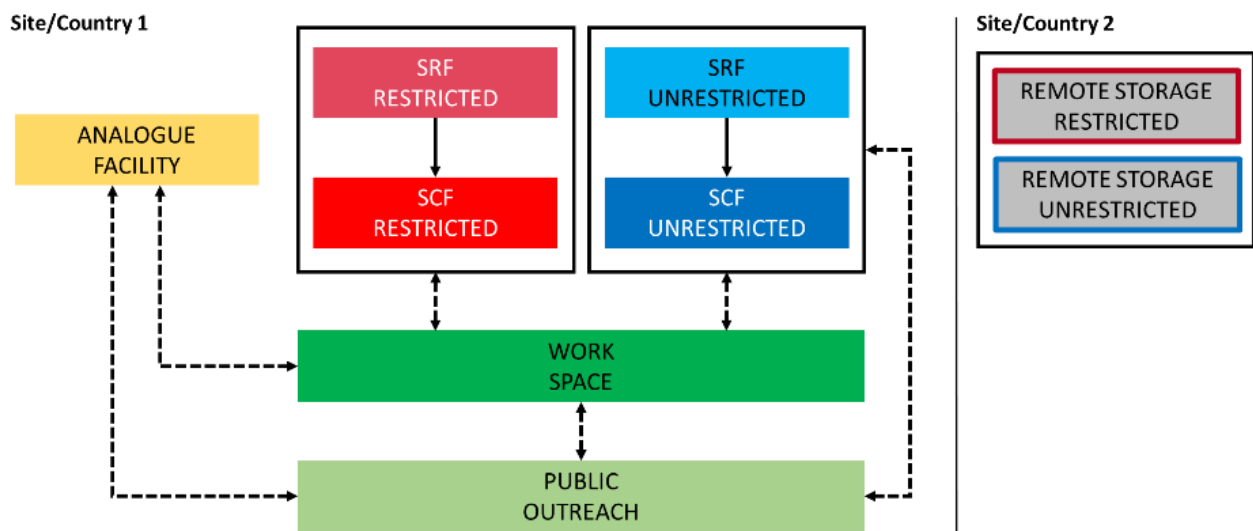 Site/Country 1
Site/Country 2
SRF
RESTRICTED
SRF
UNRESTRICTED
REMOTE STORAGE
RESTRICTED
ANALOGUE
FACILITY
SCF
RESTRICTED
SCF
UNRESTRICTED
REMOTE STORAGE
UNRESTRICTED
WORK
SPACE
PUBLIC
OUTREACH